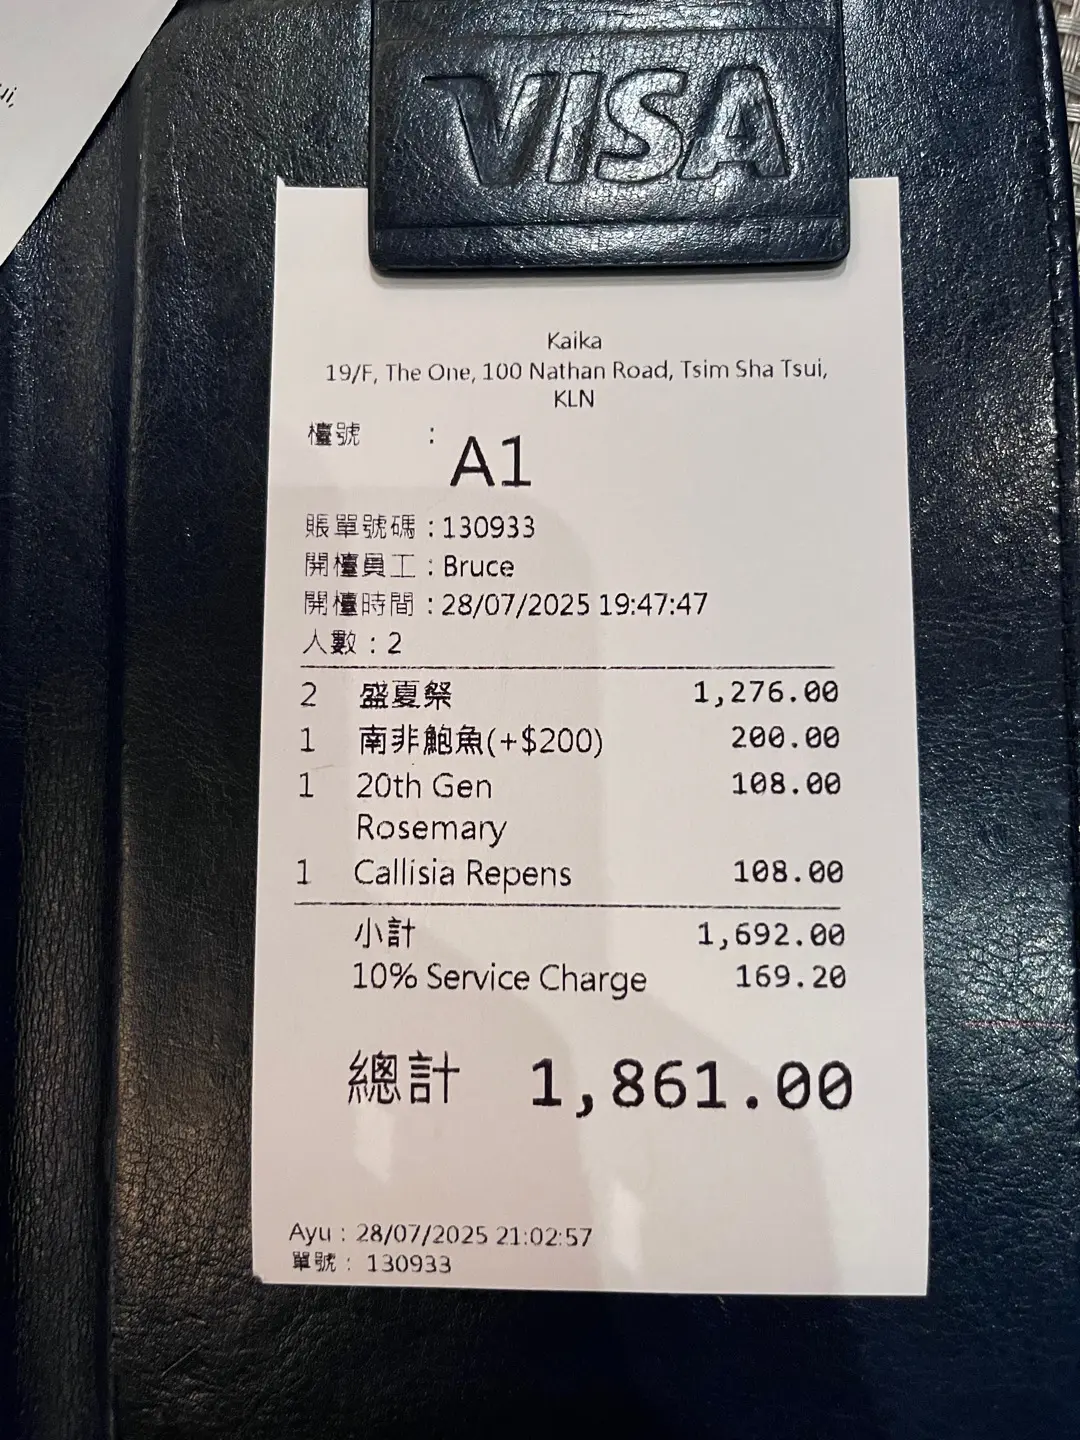 VISA
ui,
Kaika
19/F, The One, 100 Nathan Road, Tsim Sha Tsui,
KLN
檯號 : A1
賬單號碼 : 130933
開檯員工 : Bruce
開檯時間 : 28/07/2025 19:47:47
人數 : 2
2 盛夏祭 1,276.00
1 南非鮑魚(+$200) 200.00
1 20th Gen 108.00
Rosemary
1 Callisia Repens 108.00
小計 1,692.00
10% Service Charge 169.20
總計 1,861.00
Ayu : 28/07/2025 21:02:57
單號 : 130933